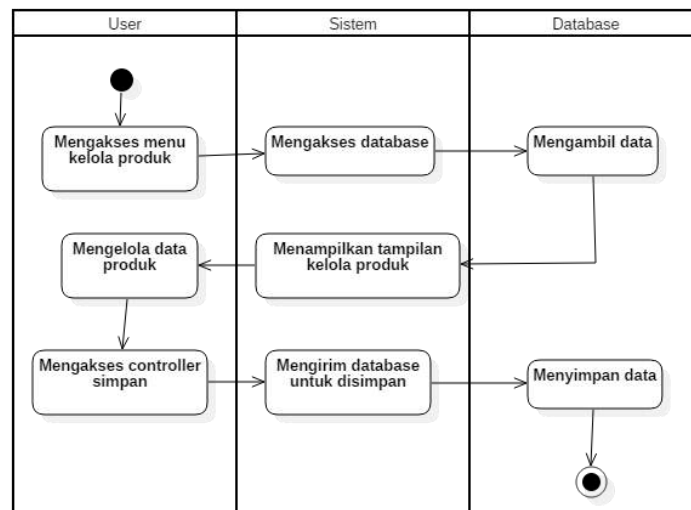 User
Sistem
Database
Mengakses menu
kelola produk
Mengakses database
Mengambil data
Mengelola data
produk
Menampilkan tampilan
kelola produk
Mengakses controller
simpan
Mengirim database
untuk disimpan
Menyimpan data